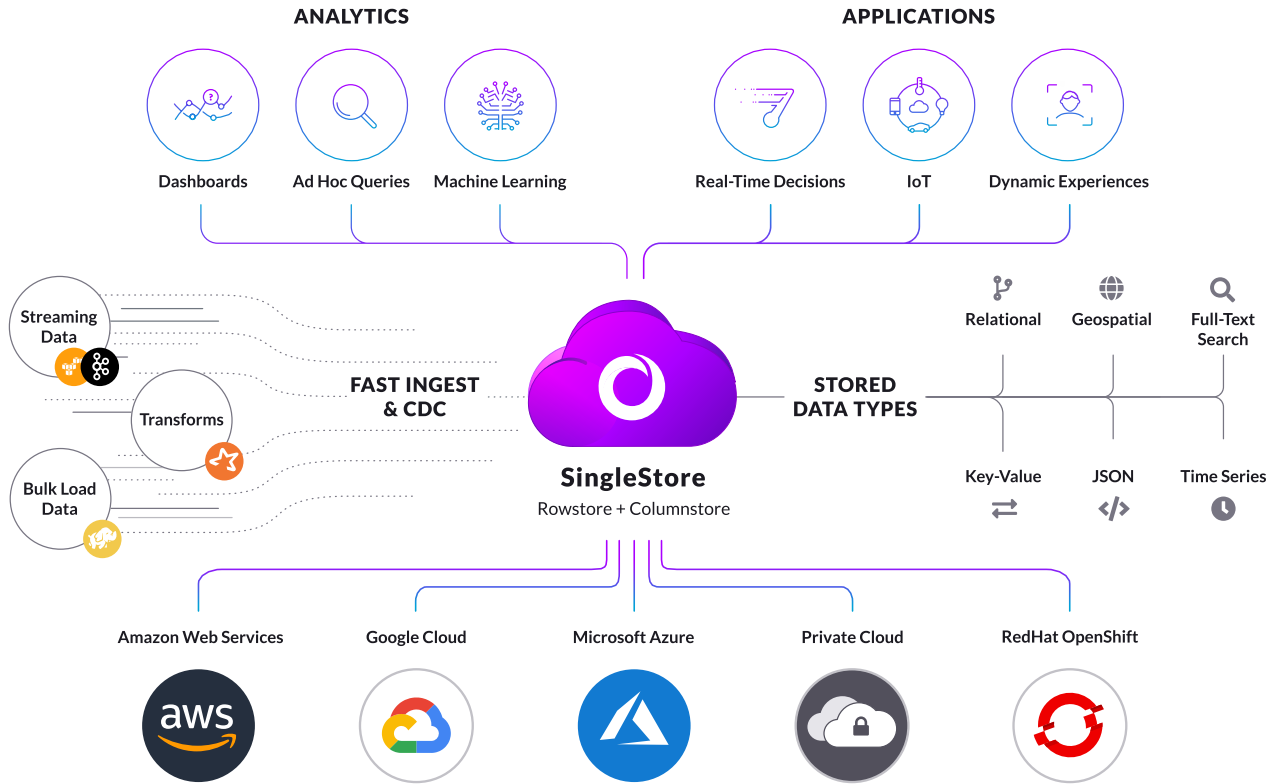 ANALYTICS
APPLICATIONS
?
Dashboards
Ad Hoc Queries
Machine Learning
Real-Time Decisions
IoT
Dynamic Experiences
Streaming
Data
Transforms
Bulk Load
Data
FAST INGEST
& CDC
SingleStore
Rowstore + Columnstore
STORED
DATA TYPES
Relational
Geospatial
Full-Text
Search
Key-Value
JSON
Time Series
Amazon Web Services
Google Cloud
Microsoft Azure
Private Cloud
RedHat OpenShift
aws